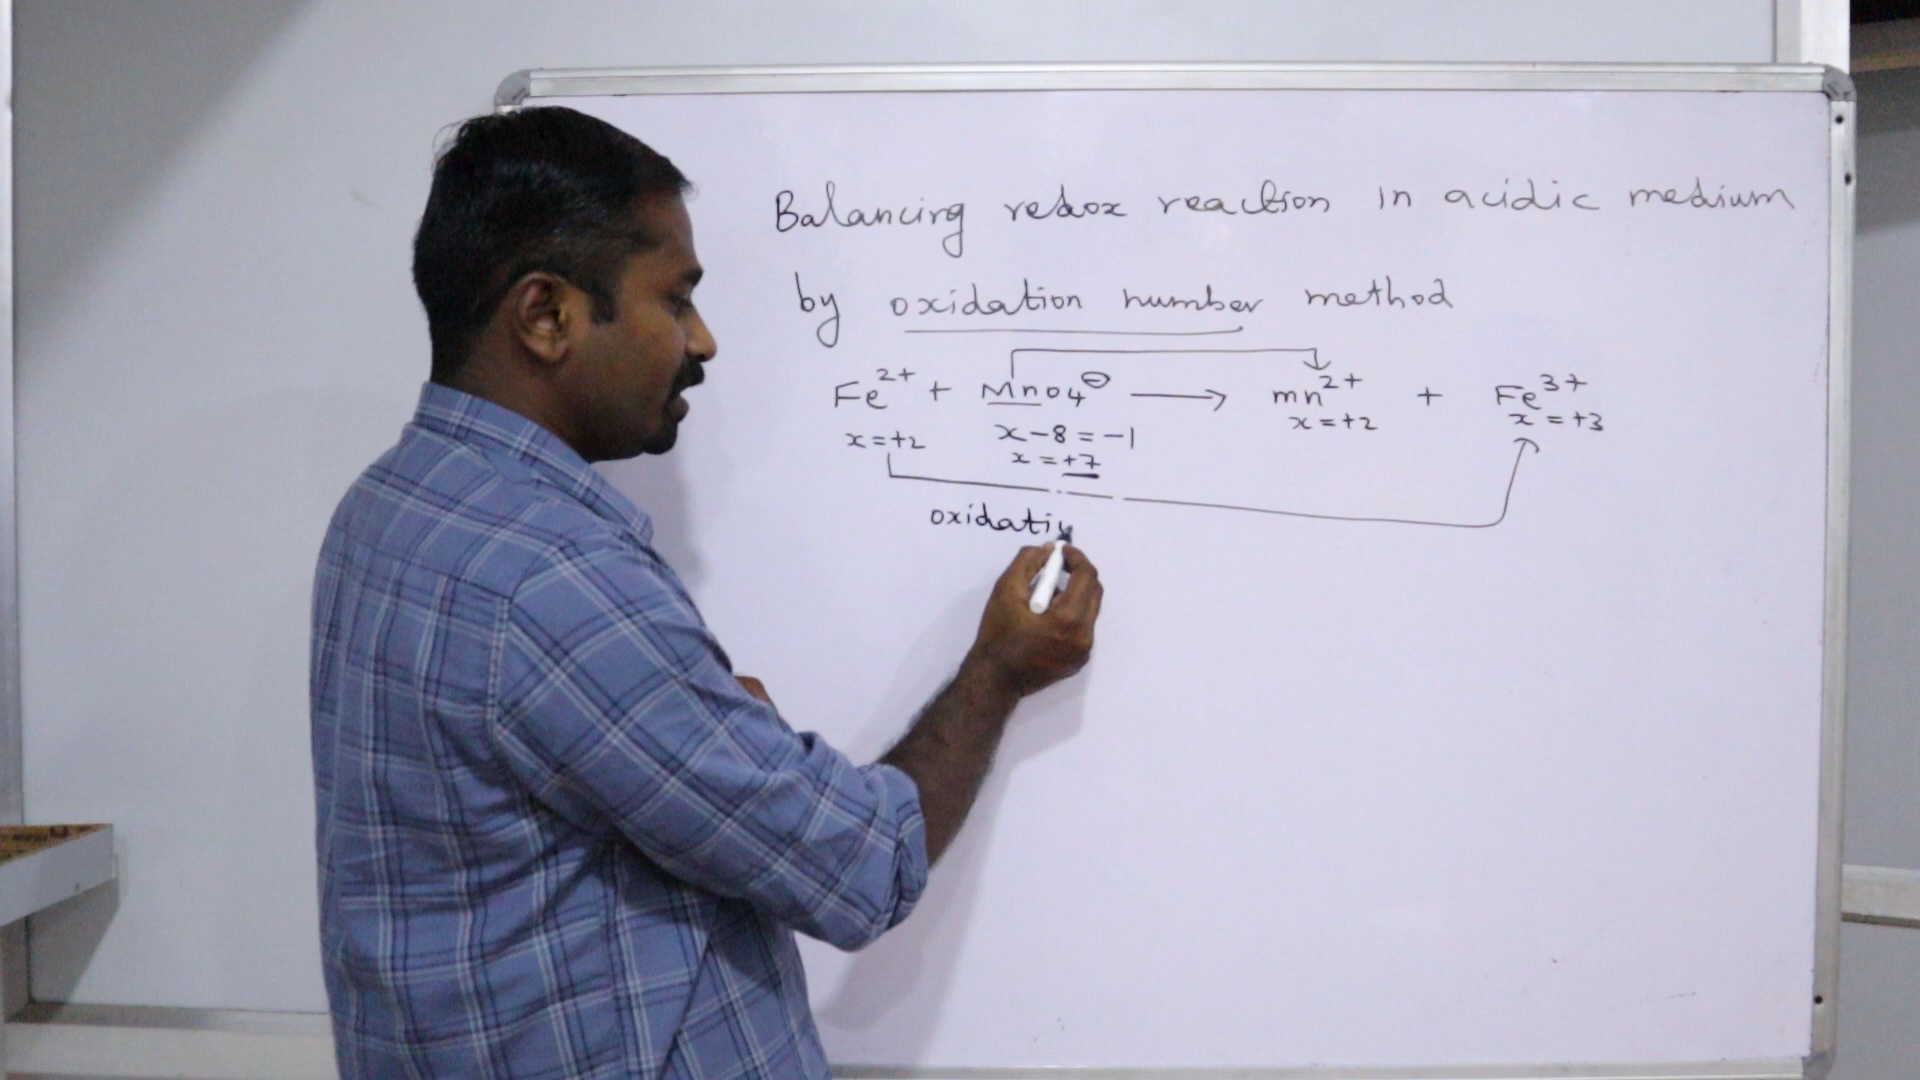 Balancing redox reaction in acidic medium
by oxidation number method
Fe²⁺ + MnO₄⊖ ⟶ mn²⁺ + Fe³⁺
x=+2 x-8=-1 x=+2 x=+3
x=+7
oxidati